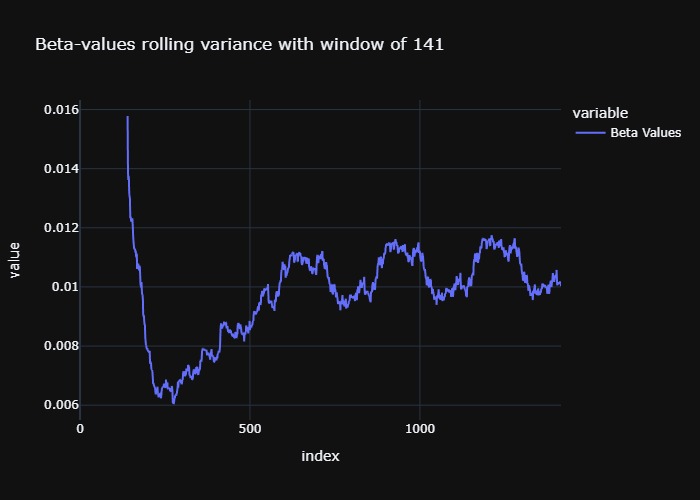 Beta-values rolling variance with window of 141
0.016
0.014
0.012
0.01
0.008
0.006
value
0
500
1000
index
variable
Beta Values